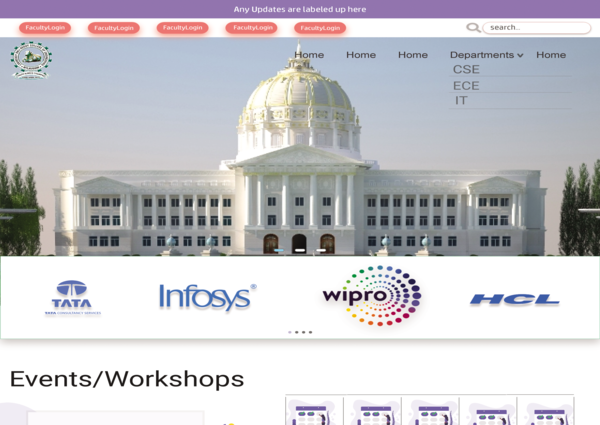 Any Updates are labeled up here
FacultyLogin FacultyLogin FacultyLogin FacultyLogin FacultyLogin search..
Home Home Home Departments Home
CSE
ECE
IT
TATA
TATA CONSULTANCY SERVICES
Infosys®
wipro
HCL
Events/Workshops